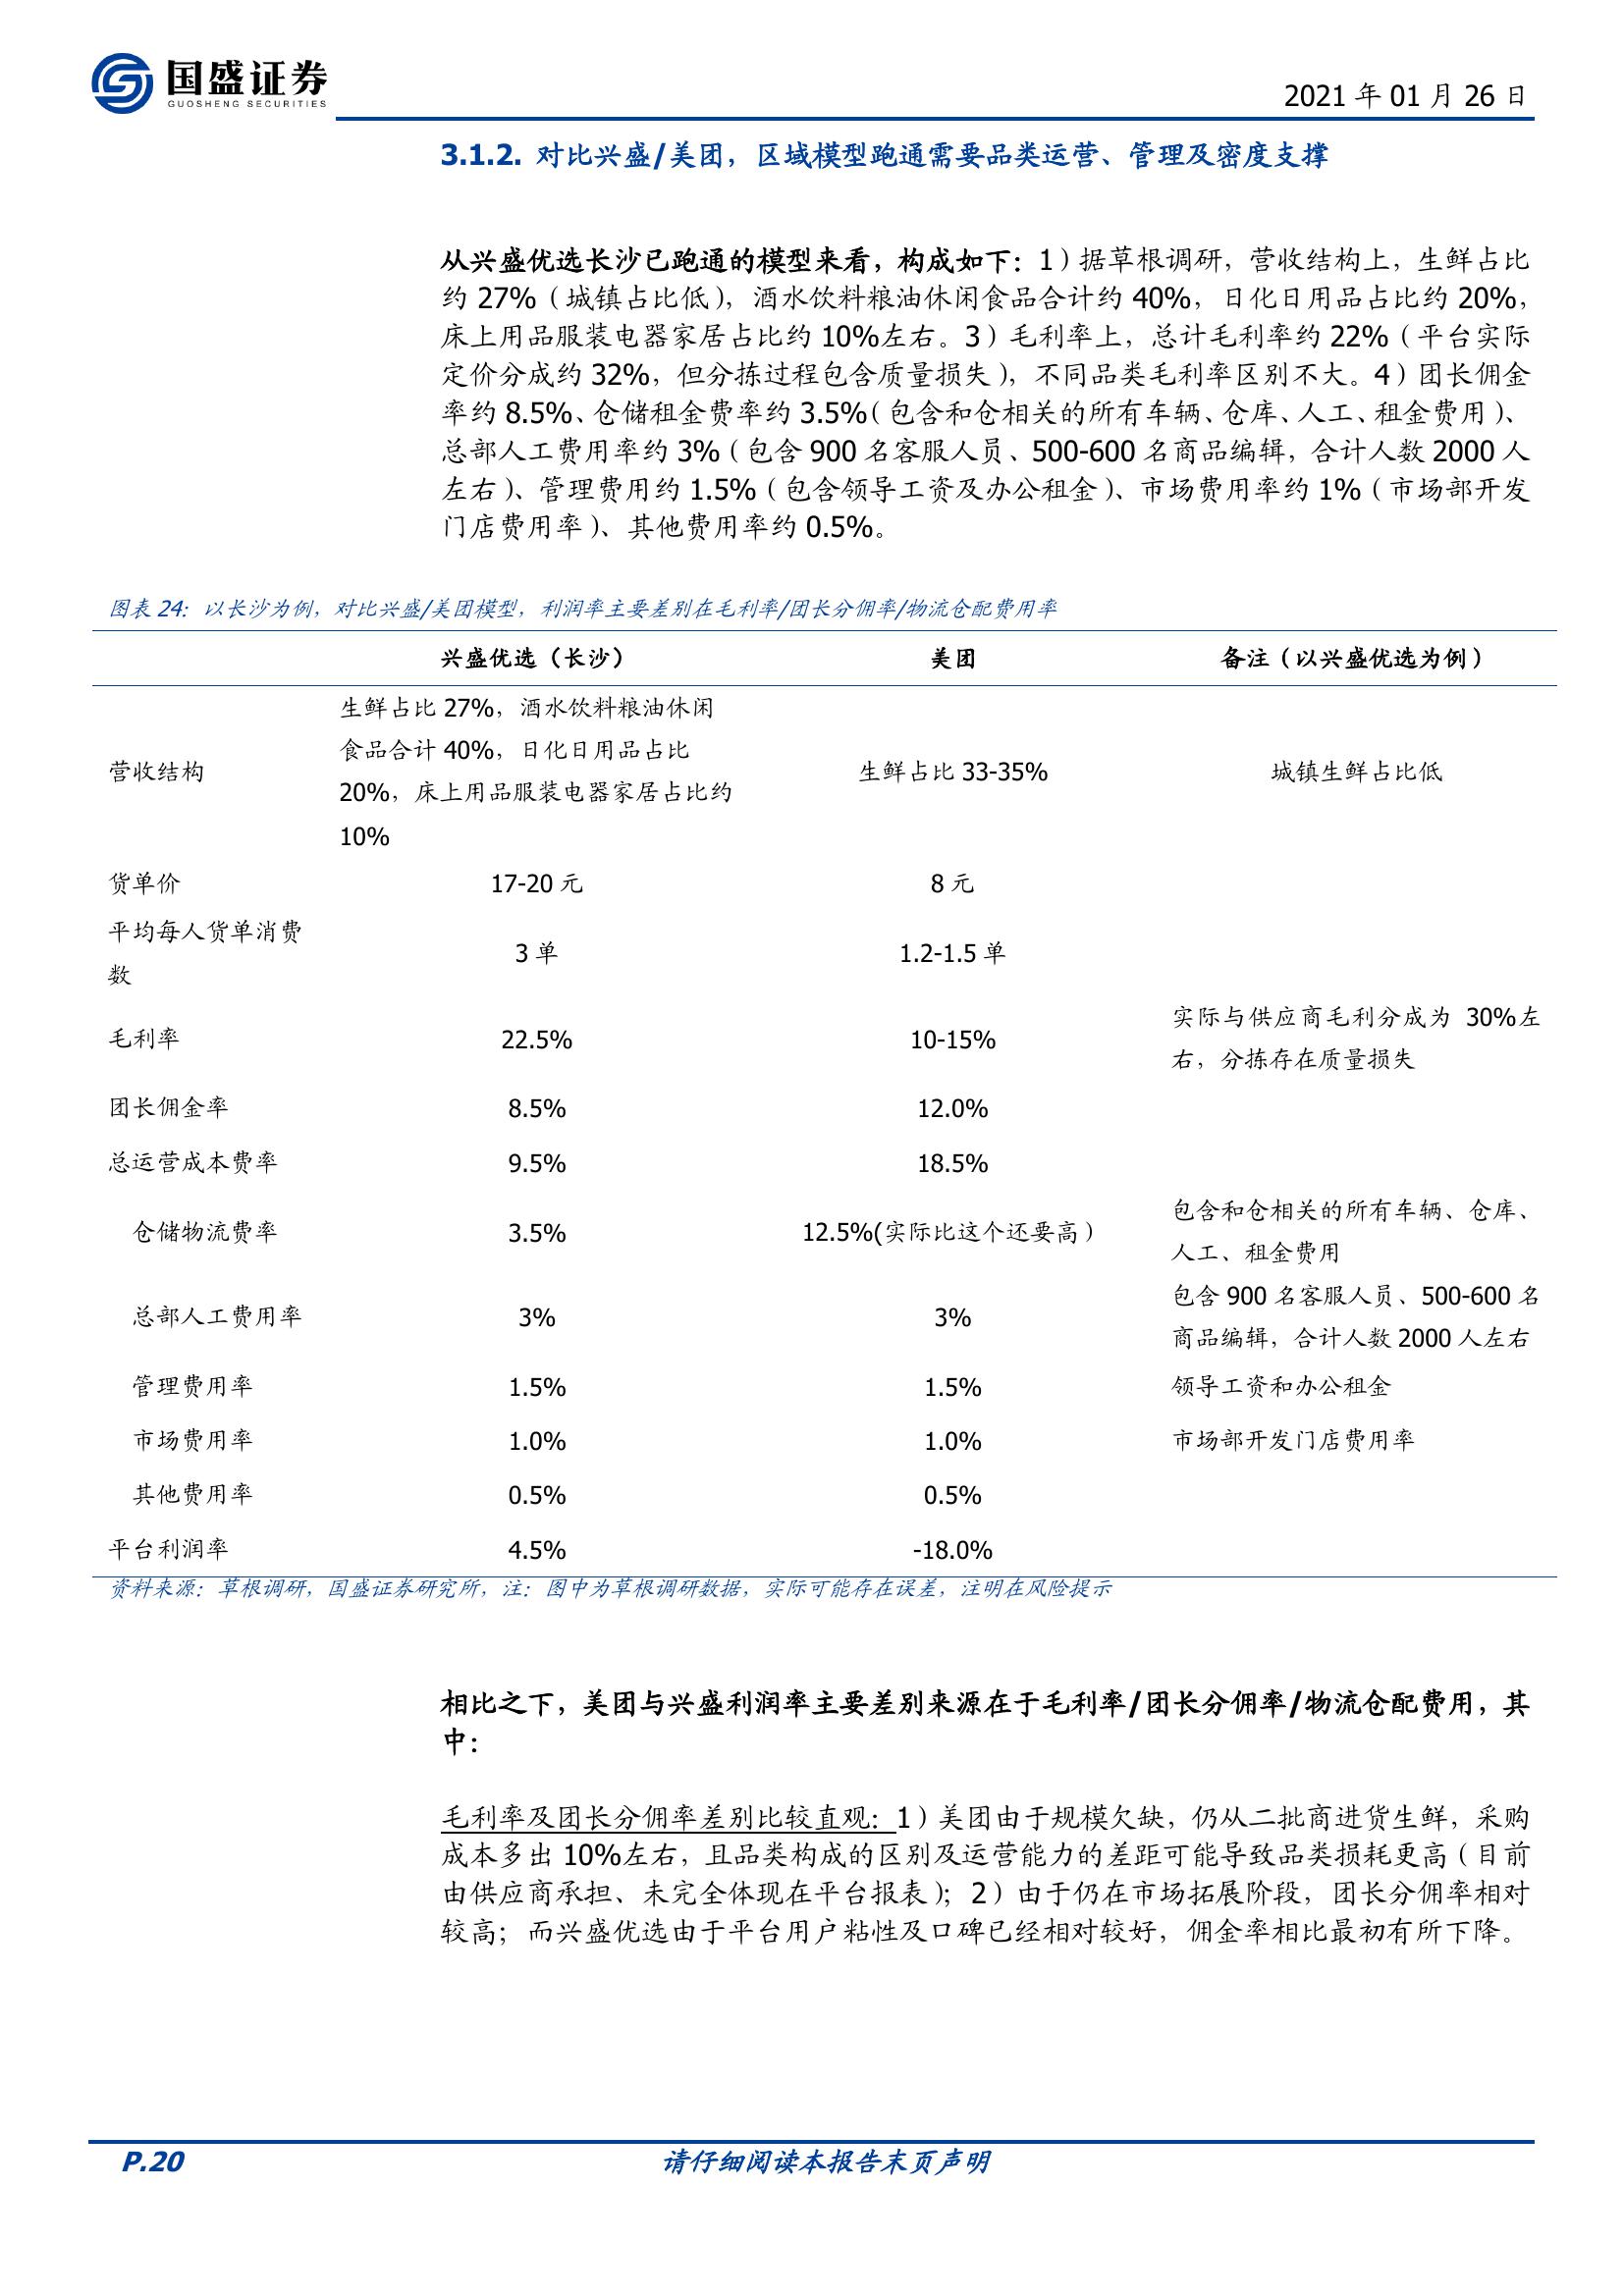 国盛证券
GUOSHENG SECURITIES
2021 年 01 月 26 日
3.1.2. 对比兴盛/美团，区域模型跑通需要品类运营、管理及密度支撑
从兴盛优选长沙已跑通的模型来看，构成如下：1）据草根调研，营收结构上，生鲜占比
约 27%（城镇占比低），酒水饮料粮油休闲食品合计约 40%，日化日用品占比约 20%，
床上用品服装电器家居占比约 10%左右。3）毛利率上，总计毛利率约 22%（平台实际
定价分成约 32%，但分拣过程包含质量损失），不同品类毛利率区别不大。4）团长佣金
率约 8.5%、仓储租金费率约 3.5%（包含和仓相关的所有车辆、仓库、人工、租金费用）、
总部人工费用率约 3%（包含 900 名客服人员、500-600 名商品编辑，合计人数 2000 人
左右）、管理费用约 1.5%（包含领导工资及办公租金）、市场费用率约 1%（市场部开发
门店费用率）、其他费用率约 0.5%。
图表 24：以长沙为例，对比兴盛/美团模型，利润率主要差别在毛利率/团长分佣率/物流仓配费用率
兴盛优选（长沙） 美团 备注（以兴盛优选为例）
生鲜占比 27%，酒水饮料粮油休闲
食品合计 40%，日化日用品占比
营收结构 生鲜占比 33-35% 城镇生鲜占比低
20%，床上用品服装电器家居占比约
10%
货单价 17-20 元 8 元
平均每人货单消费
3 单 1.2-1.5 单
数
实际与供应商毛利分成为 30%左
毛利率 22.5% 10-15%
右，分拣存在质量损失
团长佣金率 8.5% 12.0%
总运营成本费率 9.5% 18.5%
包含和仓相关的所有车辆、仓库、
仓储物流费率 3.5% 12.5%(实际比这个还要高）
人工、租金费用
包含 900 名客服人员、500-600 名
总部人工费用率 3% 3%
商品编辑，合计人数 2000 人左右
管理费用率 1.5% 1.5% 领导工资和办公租金
市场费用率 1.0% 1.0% 市场部开发门店费用率
其他费用率 0.5% 0.5%
平台利润率 4.5% -18.0%
资料来源：草根调研，国盛证券研究所，注：图中为草根调研数据，实际可能存在误差，注明在风险提示
相比之下，美团与兴盛利润率主要差别来源在于毛利率/团长分佣率/物流仓配费用，其
中：
毛利率及团长分佣率差别比较直观：1）美团由于规模欠缺，仍从二批商进货生鲜，采购
成本多出 10%左右，且品类构成的区别及运营能力的差距可能导致品类损耗更高（目前
由供应商承担、未完全体现在平台报表）；2）由于仍在市场拓展阶段，团长分佣率相对
较高；而兴盛优选由于平台用户粘性及口碑已经相对较好，佣金率相比最初有所下降。
P.20 请仔细阅读本报告末页声明